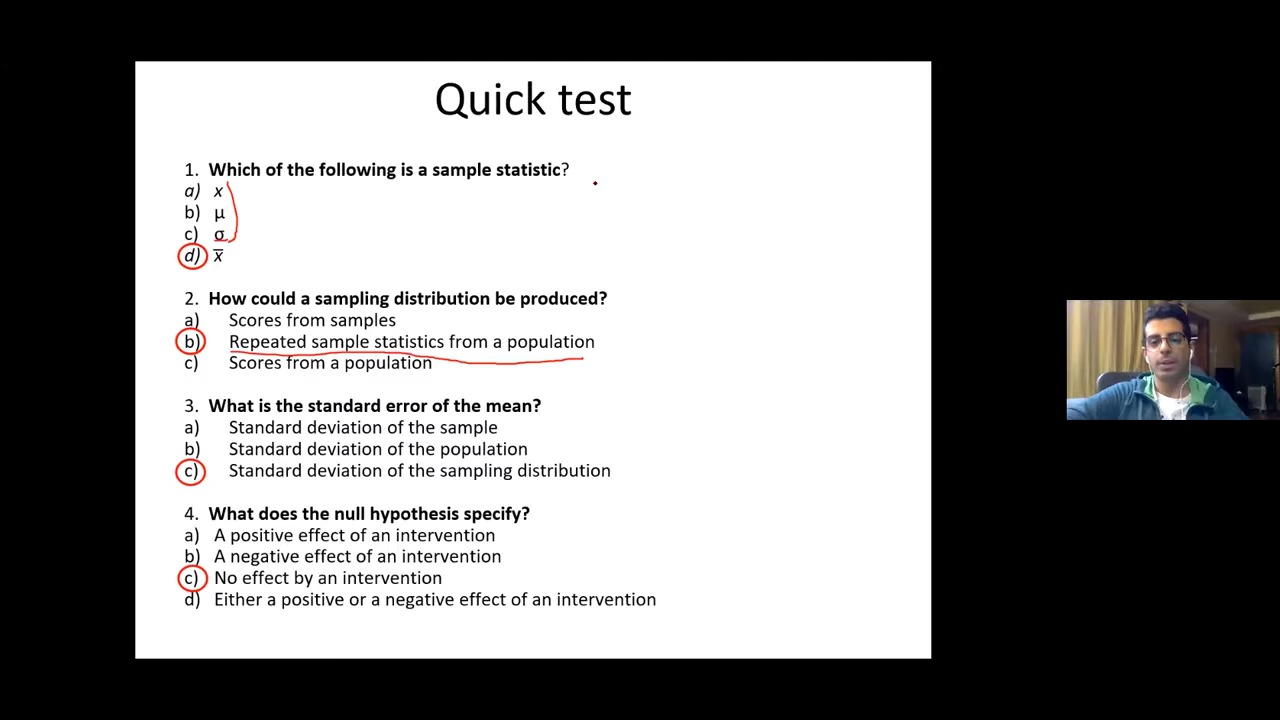 Quick test
1. Which of the following is a sample statistic?
a) x
b) μ
c) σ
d) x̅
2. How could a sampling distribution be produced?
a) Scores from samples
b) Repeated sample statistics from a population
c) Scores from a population
3. What is the standard error of the mean?
a) Standard deviation of the sample
b) Standard deviation of the population
c) Standard deviation of the sampling distribution
4. What does the null hypothesis specify?
a) A positive effect of an intervention
b) A negative effect of an intervention
c) No effect by an intervention
d) Either a positive or a negative effect of an intervention